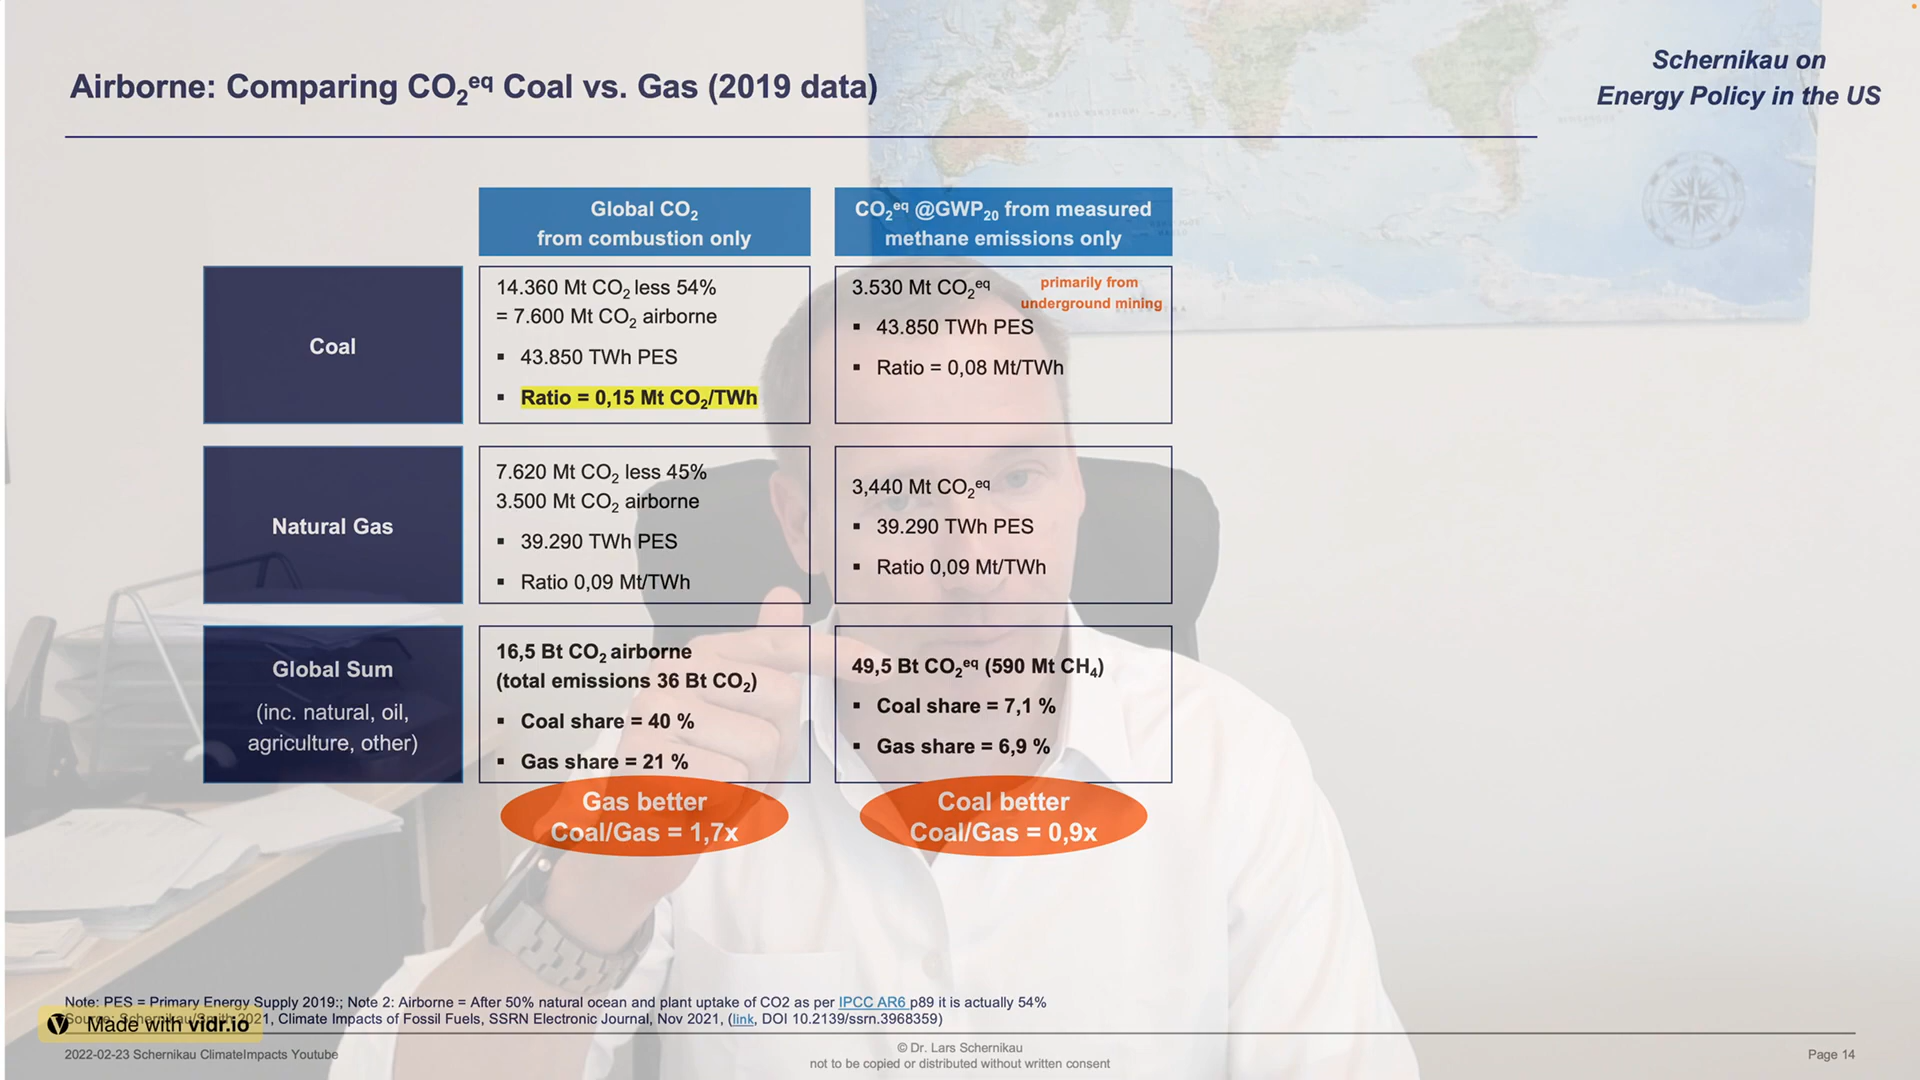 Airborne: Comparing CO₂ᵉᑫ Coal vs. Gas (2019 data)
Schernikau on
Energy Policy in the US
Global CO₂
from combustion only
CO₂ᵉᑫ @GWP₂₀ from measured
methane emissions only
Coal
14.360 Mt CO₂ less 54%
= 7.600 Mt CO₂ airborne
▪ 43.850 TWh PES
▪ Ratio = 0,15 Mt CO₂/TWh
3.530 Mt CO₂ᵉᑫ
primarily from
underground mining
▪ 43.850 TWh PES
▪ Ratio = 0,08 Mt/TWh
Natural Gas
7.620 Mt CO₂ less 45%
3.500 Mt CO₂ airborne
▪ 39.290 TWh PES
▪ Ratio 0,09 Mt/TWh
3,440 Mt CO₂ᵉᑫ
▪ 39.290 TWh PES
▪ Ratio 0,09 Mt/TWh
Global Sum
(inc. natural, oil,
agriculture, other)
16,5 Bt CO₂ airborne
(total emissions 36 Bt CO₂)
▪ Coal share = 40 %
▪ Gas share = 21 %
49,5 Bt CO₂ᵉᑫ (590 Mt CH₄)
▪ Coal share = 7,1 %
▪ Gas share = 6,9 %
Gas better
Coal/Gas = 1,7x
Coal better
Coal/Gas = 0,9x
Note: PES = Primary Energy Supply 2019:; Note 2: Airborne = After 50% natural ocean and plant uptake of CO2 as per IPCC AR6 p89 it is actually 54%
Source: Schernikau/Smith 2021, Climate Impacts of Fossil Fuels, SSRN Electronic Journal, Nov 2021, (link, DOI 10.2139/ssrn.3968359)
Made with vidr.io
2022-02-23 Schernikau ClimateImpacts Youtube
© Dr. Lars Schernikau
not to be copied or distributed without written consent
Page 14